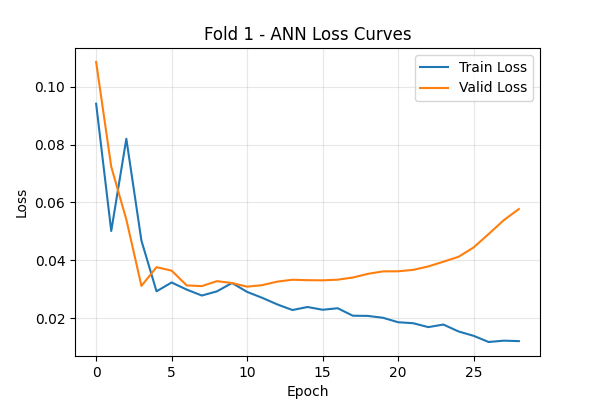 Fold 1 - ANN Loss Curves
Train Loss
Valid Loss
Loss
0.10
0.08
0.06
0.04
0.02
0 5 10 15 20 25
Epoch